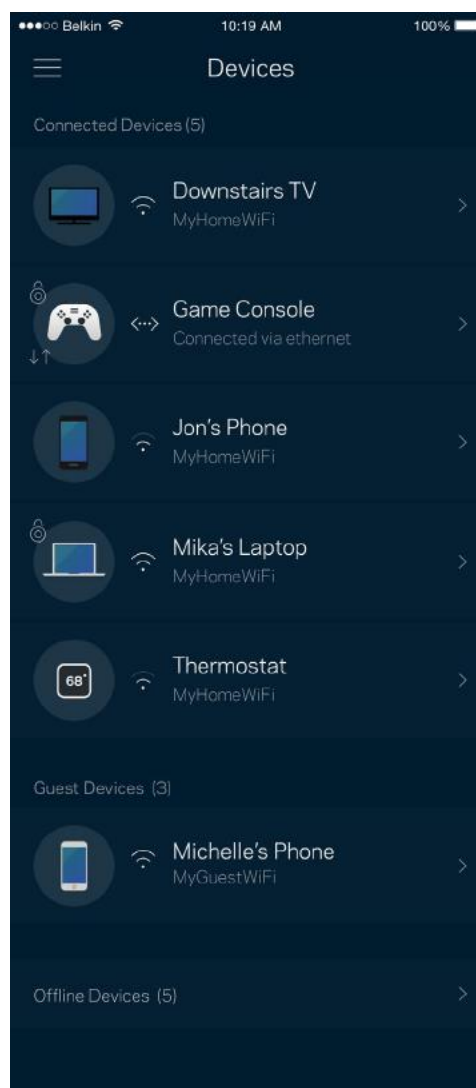 Belkin 10:19 AM 100%
Devices
Connected Devices (5)
Downstairs TV
MyHomeWiFi
Game Console
Connected via ethernet
Jon's Phone
MyHomeWiFi
Mika's Laptop
MyHomeWiFi
68°
Thermostat
MyHomeWiFi
Guest Devices (3)
Michelle's Phone
MyGuestWiFi
Offline Devices (5)